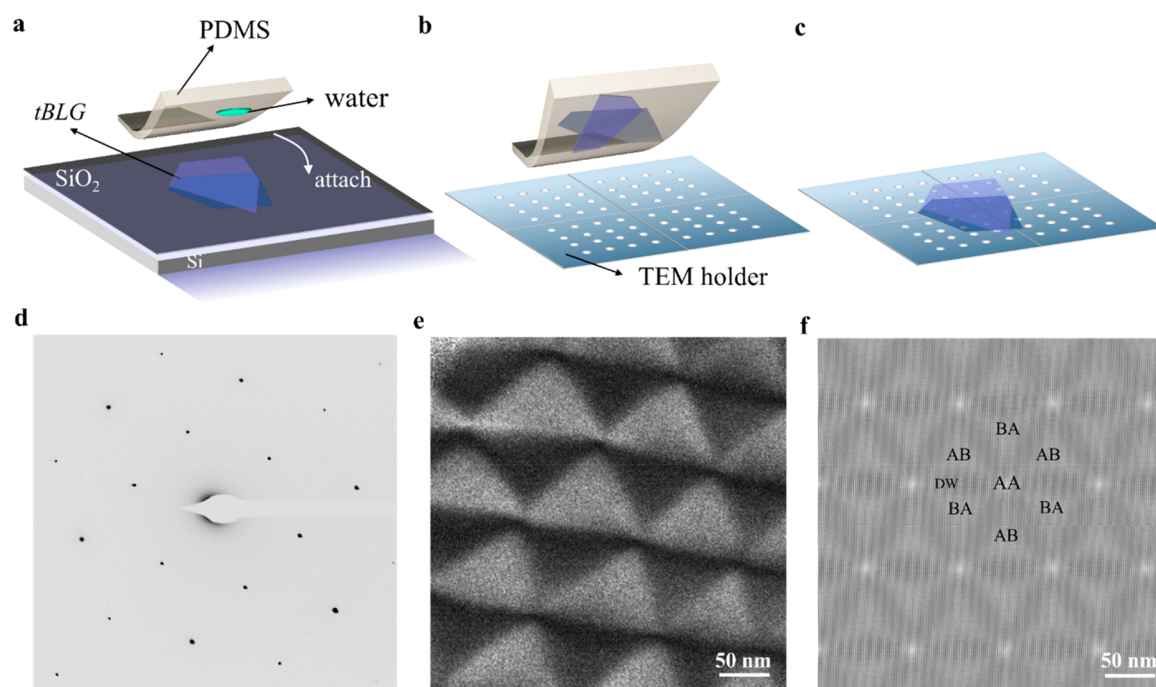 a
PDMS
water
tBLG
SiO2
attach
Si
b
TEM holder
c
d
e
50 nm
f
BA
AB AB
DW AA
BA BA
AB
50 nm